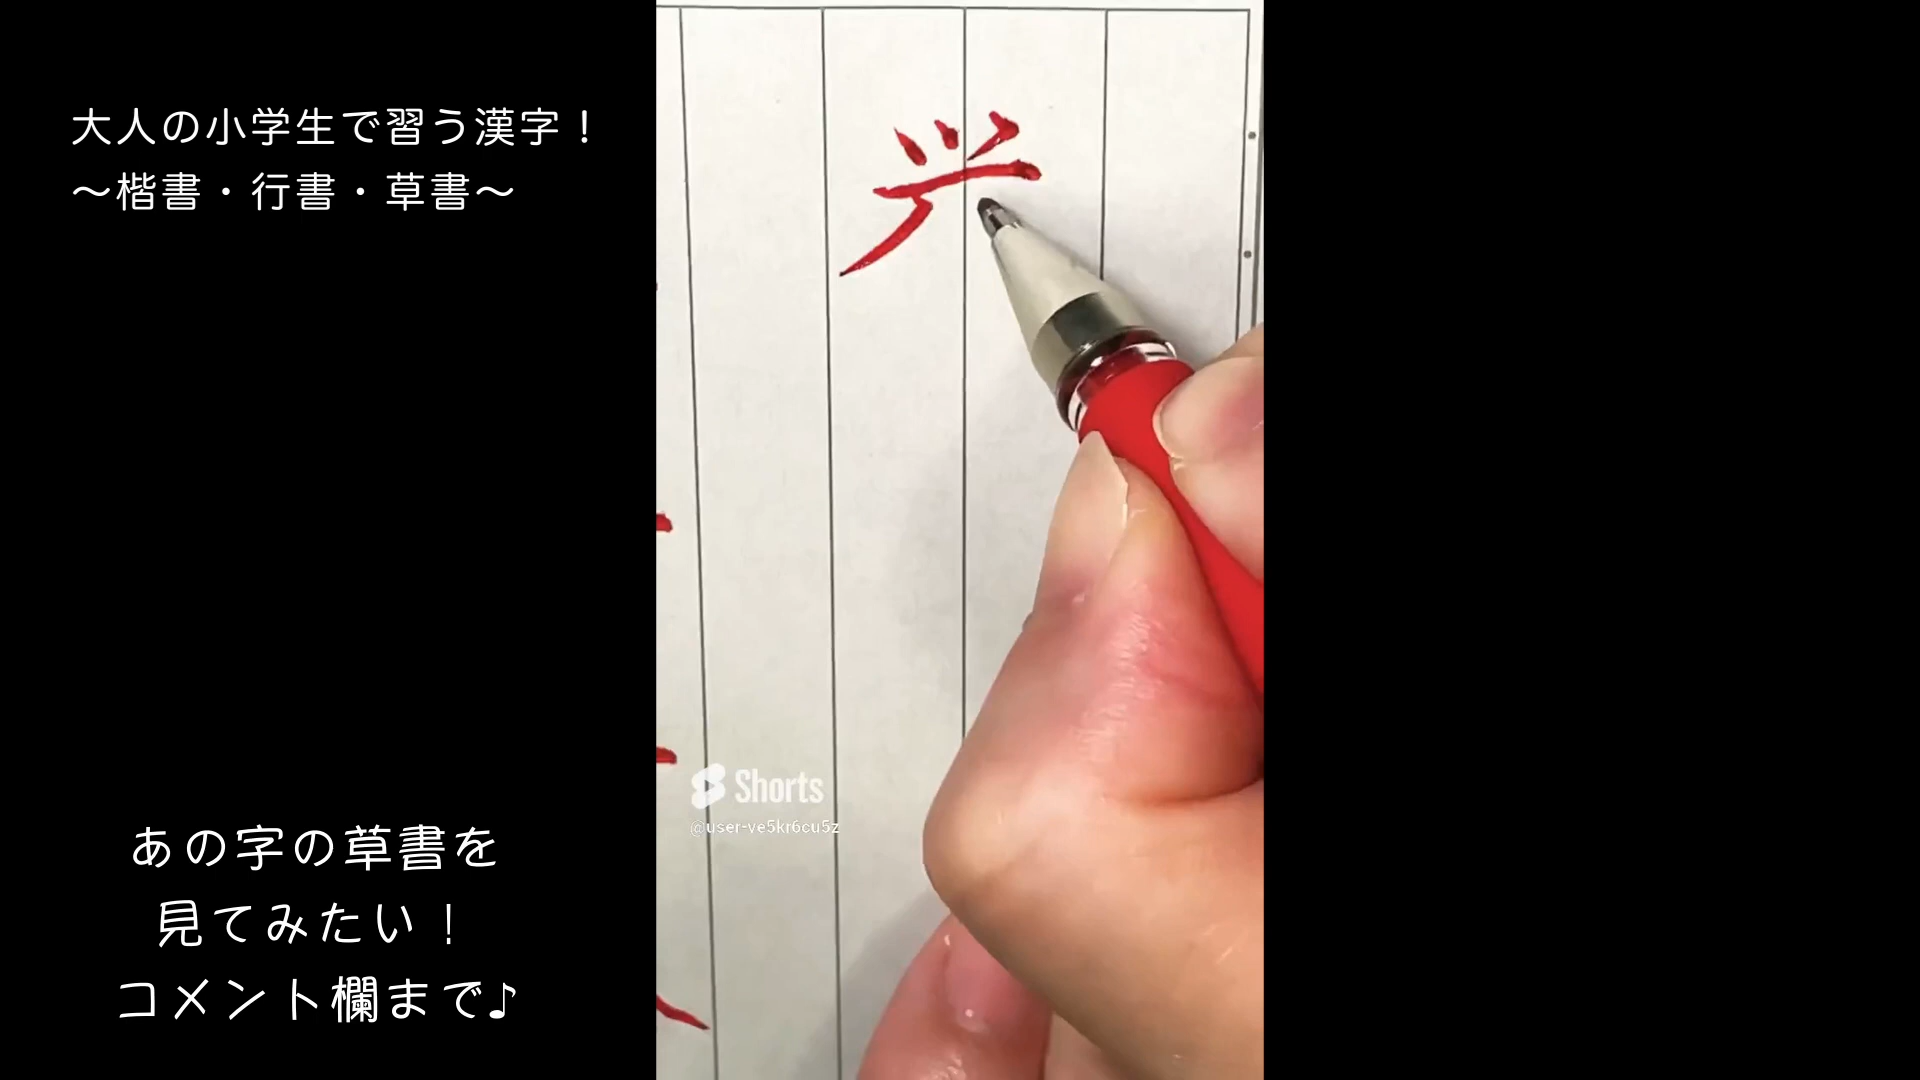 大人の小学生で習う漢字！
～楷書・行書・草書～
あの字の草書を
見てみたい！
コメント欄まで♪
Shorts
@user-ve5kr6cu5z